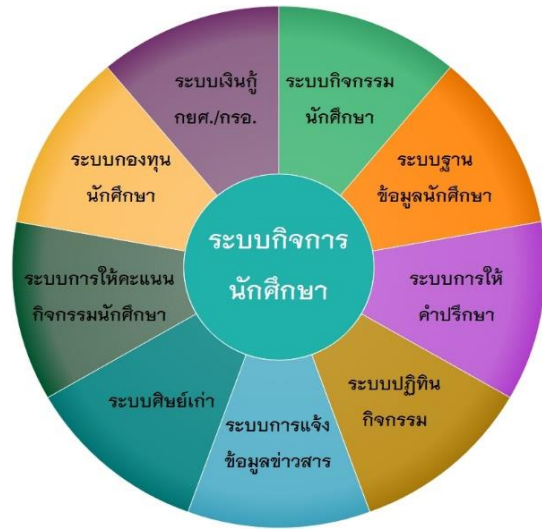 ระบบกิจการ
นักศึกษา
ระบบกิจกรรม
นักศึกษา
ระบบฐาน
ข้อมูลนักศึกษา
ระบบการให้
คำปรึกษา
ระบบปฏิทิน
กิจกรรม
ระบบการแจ้ง
ข้อมูลข่าวสาร
ระบบศิษย์เก่า
ระบบการให้คะแนน
กิจกรรมนักศึกษา
ระบบกองทุน
นักศึกษา
ระบบเงินกู้
กยศ./กรอ.